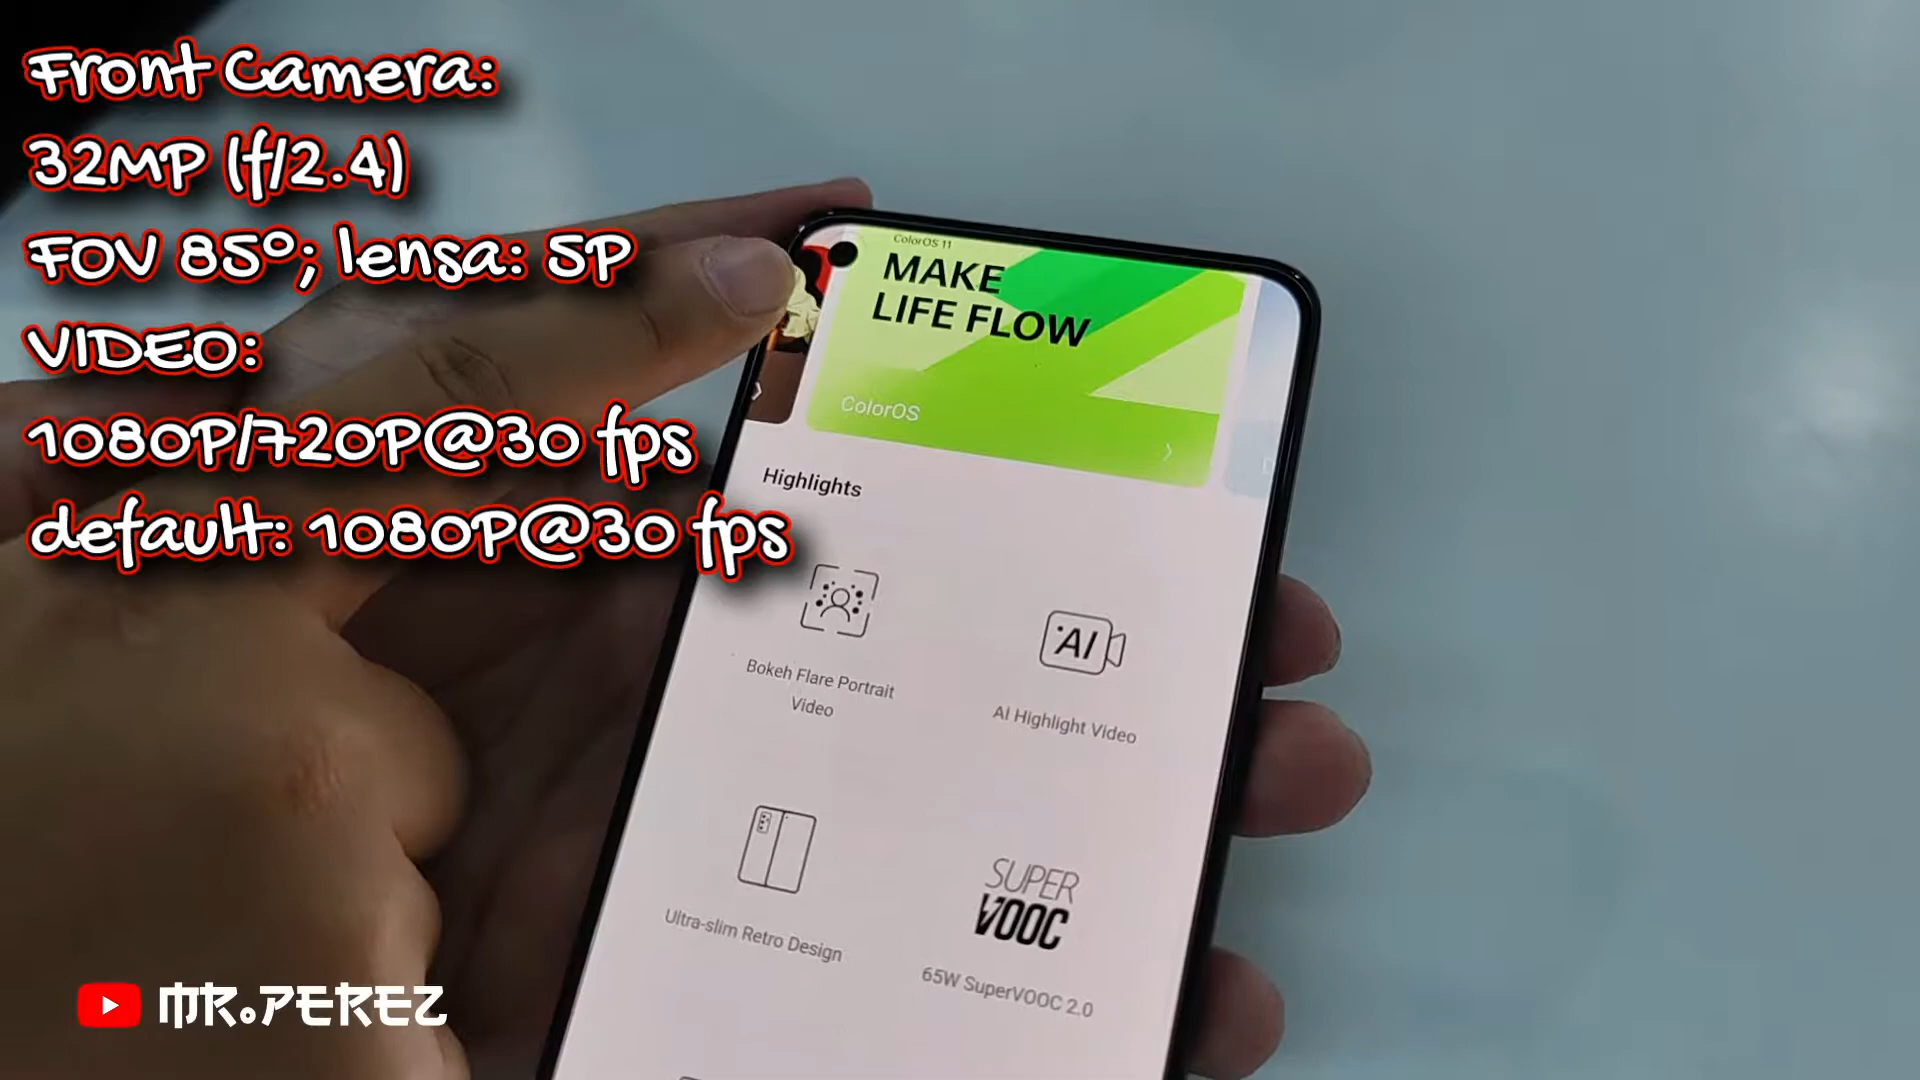 Front Camera:
32MP (f/2.4)
FOV 85°; lensa: 5P
VIDEO:
1080P/720P@30 fps
default: 1080P@30 fps
ColorOS 11
MAKE
LIFE FLOW
ColorOS
Highlights
Bokeh Flare Portrait
Video
AI
AI Highlight Video
Ultra-slim Retro Design
SUPER
VOOC
65W SuperVOOC 2.0
MR.PEREZ